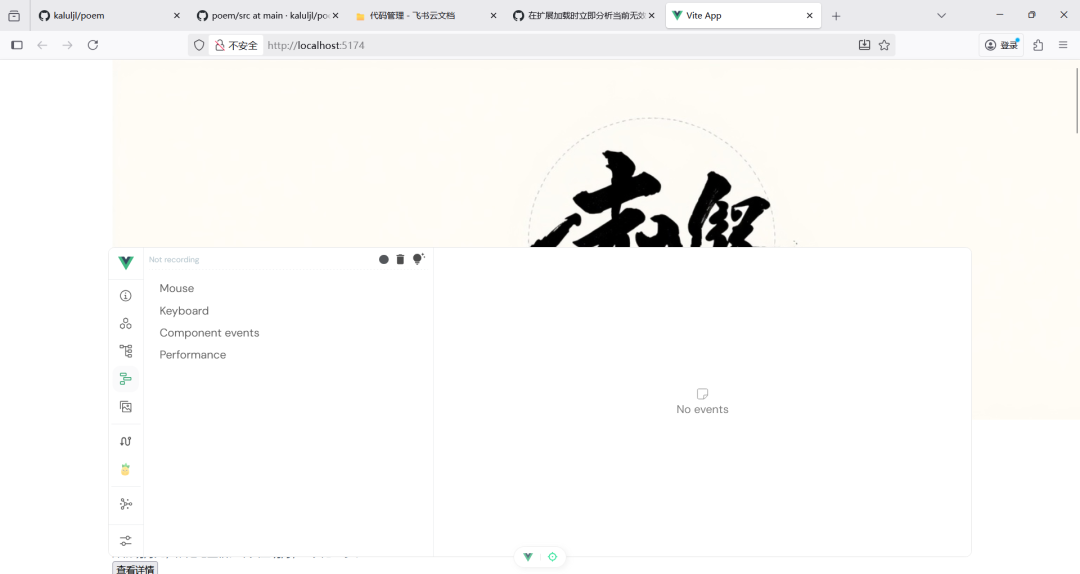 kaluljl/poem
poem/src at main · kaluljl/po
代码管理 - 飞书云文档
在扩展加载时立即分析当前无效
Vite App
不安全
http://localhost:5174
登录
Not recording
Mouse
Keyboard
Component events
Performance
No events
查看详情